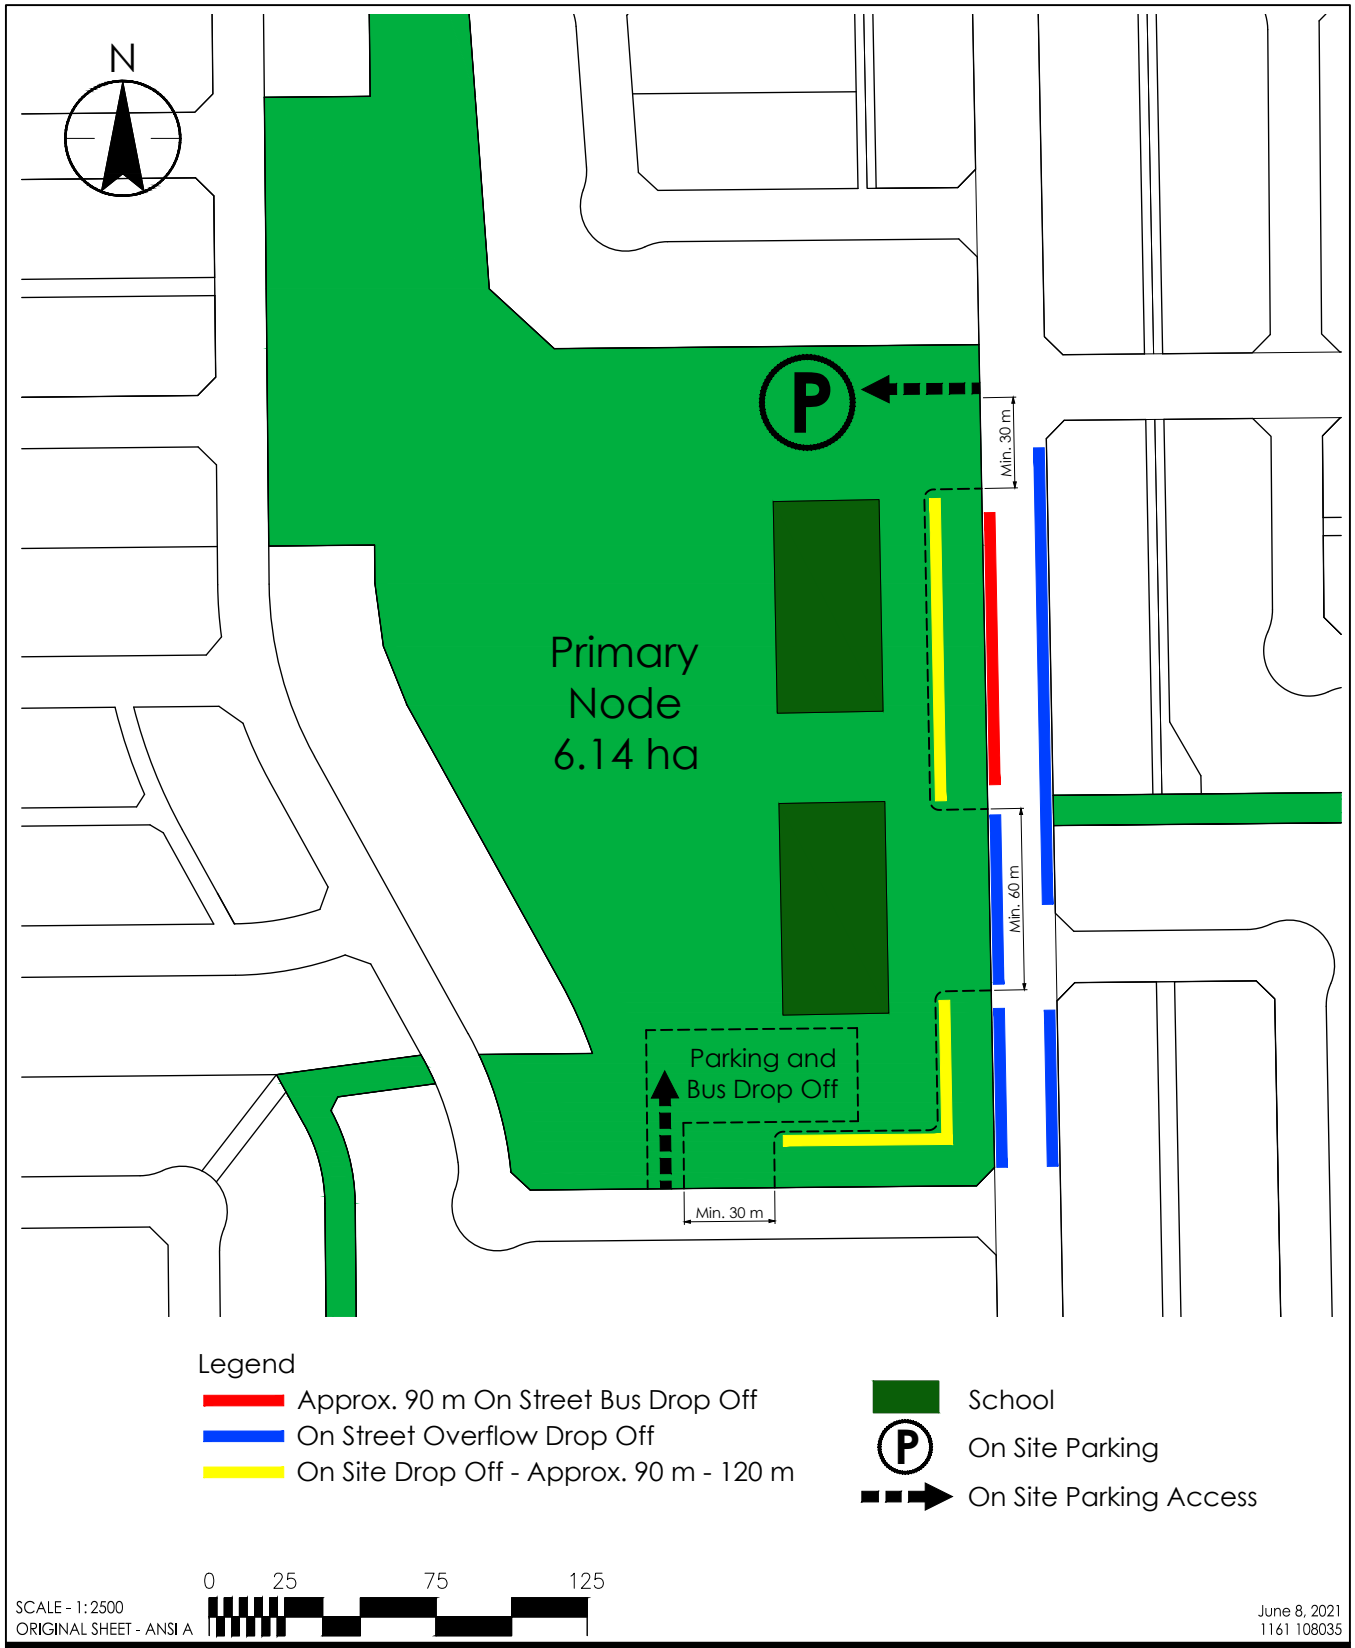 N
P
Min. 30 m
Primary
Node
6.14 ha
Min. 60 m
Parking and
Bus Drop Off
Min. 30 m
Legend
Approx. 90 m On Street Bus Drop Off
On Street Overflow Drop Off
On Site Drop Off - Approx. 90 m - 120 m
School
P
On Site Parking
On Site Parking Access
0 25 75 125
SCALE - 1: 2500
ORIGINAL SHEET - ANSI A
June 8, 2021
1161 108035